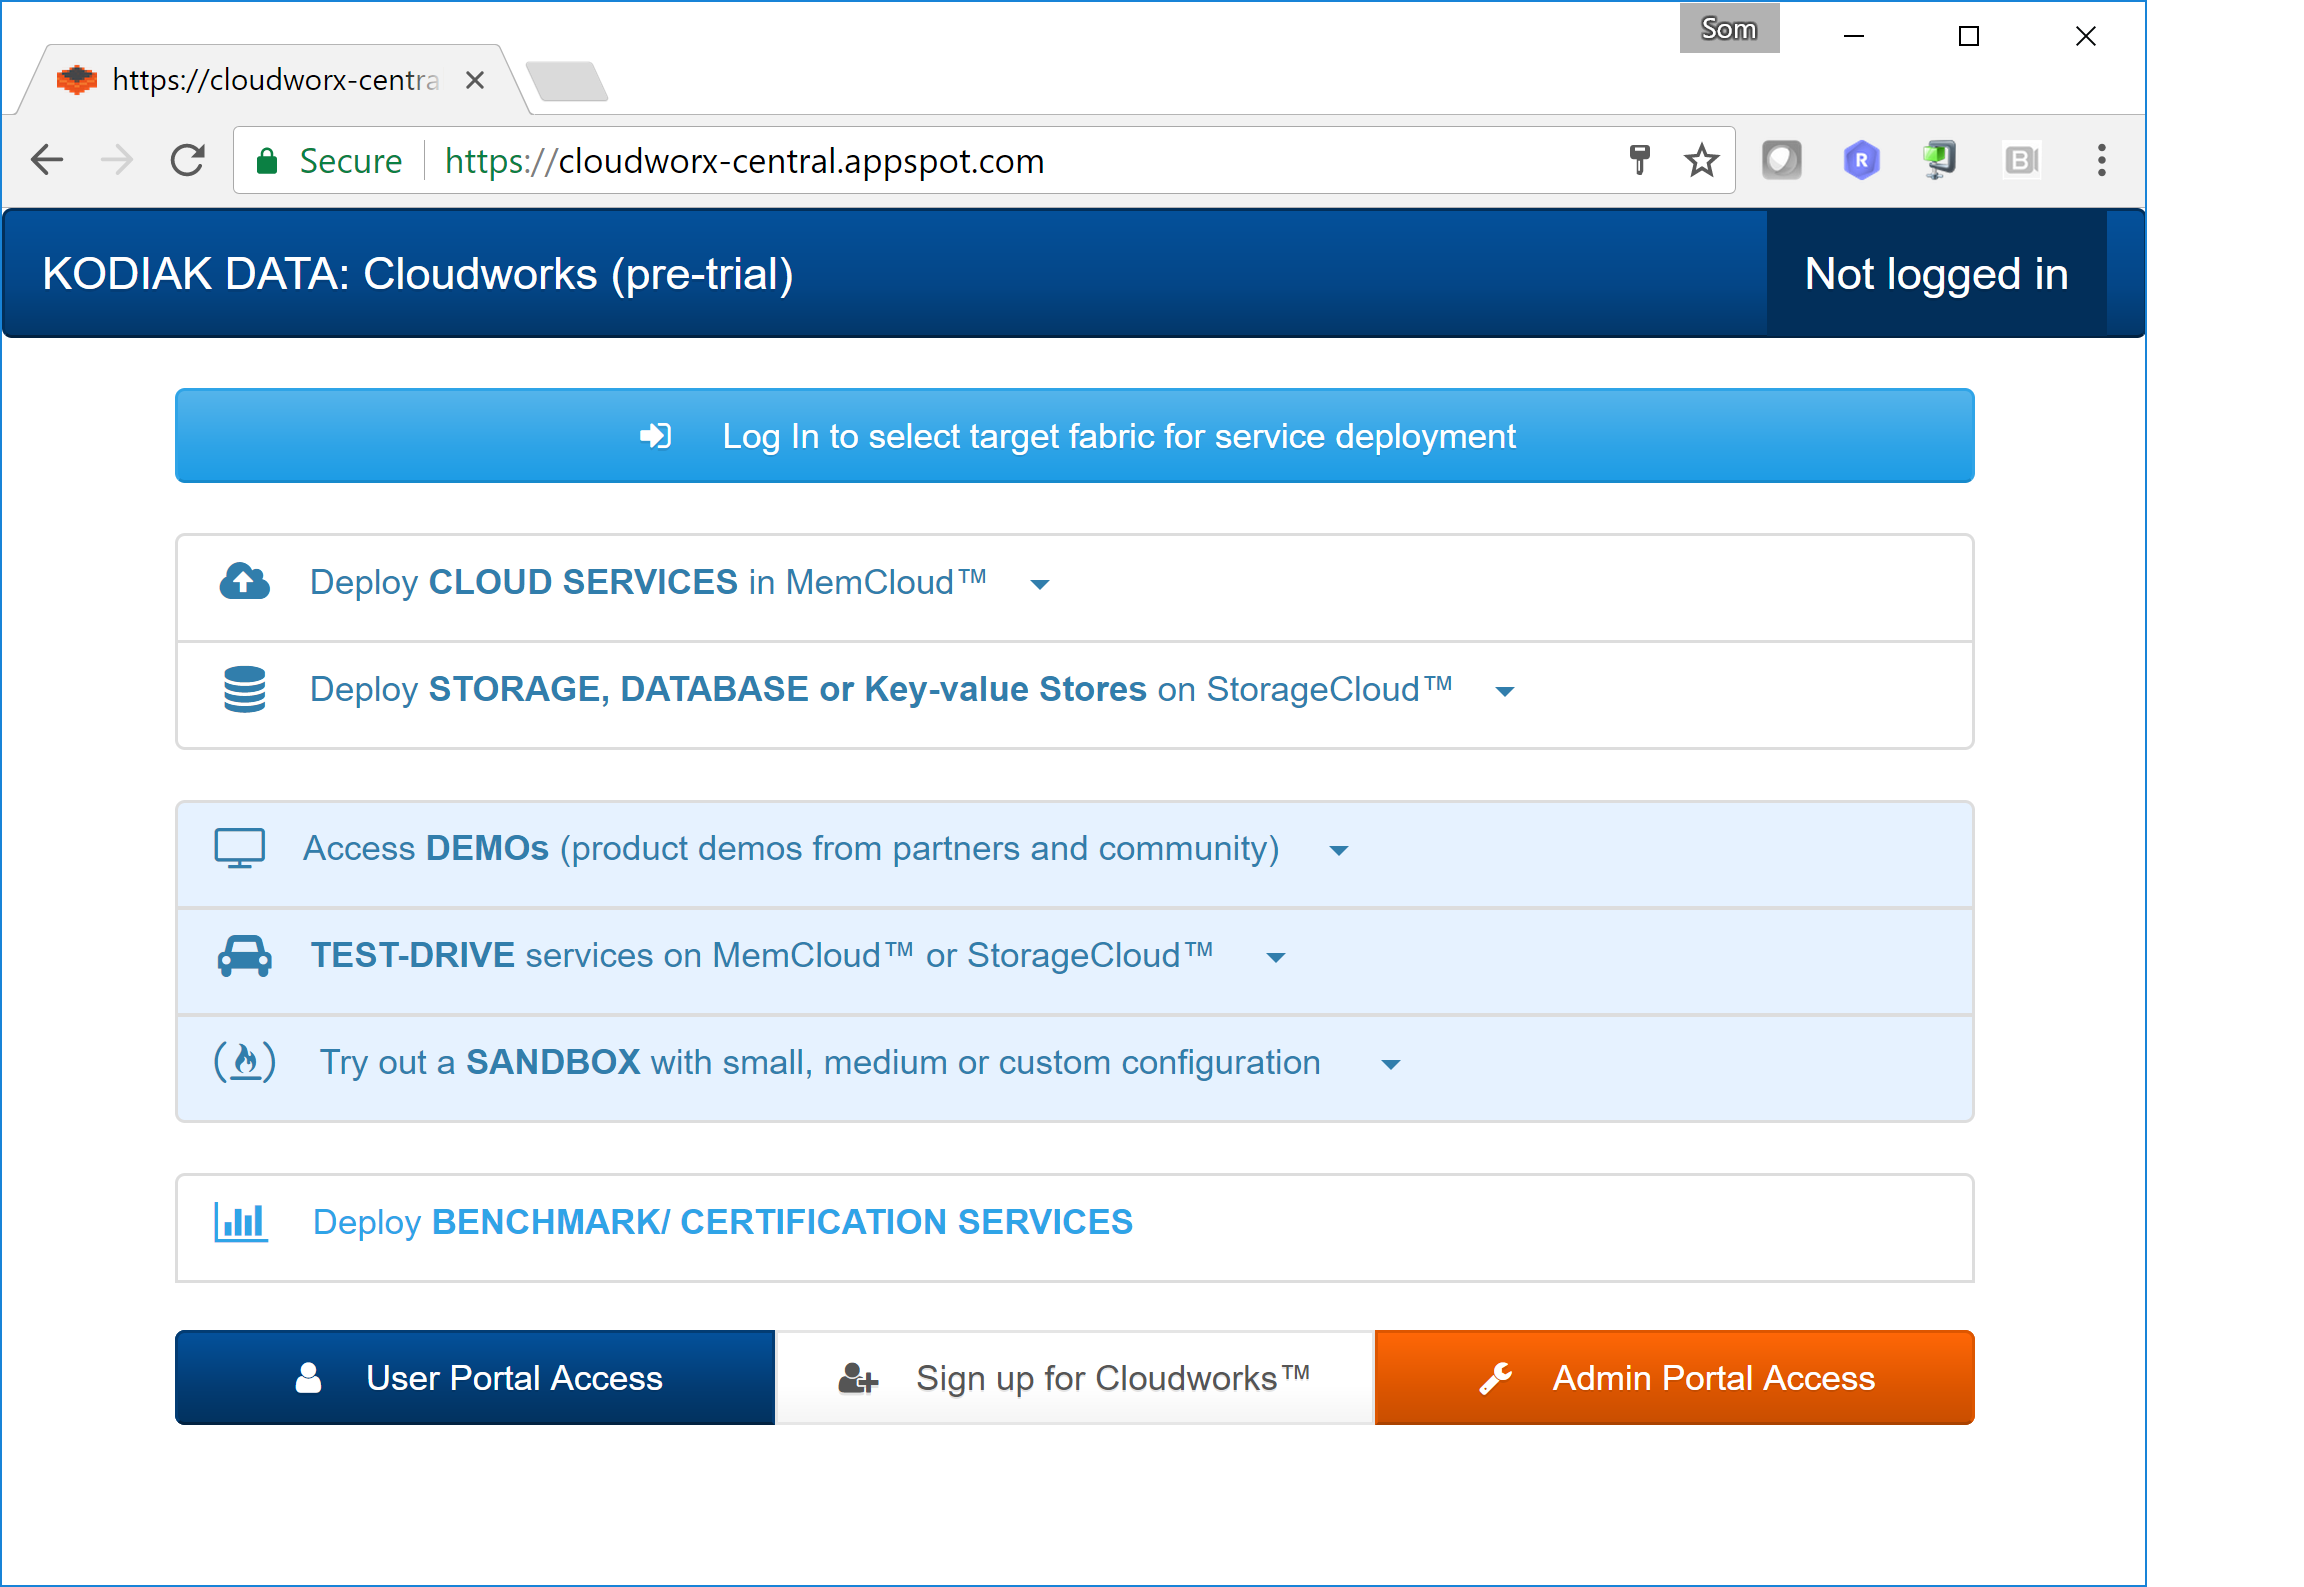 Som
https://cloudworx-centra
Secure https://cloudworx-central.appspot.com
R
B
KODIAK DATA: Cloudworks (pre-trial)
Not logged in
Log In to select target fabric for service deployment
Deploy CLOUD SERVICES in MemCloud™
Deploy STORAGE, DATABASE or Key-value Stores on StorageCloud™
Access DEMOs (product demos from partners and community)
TEST-DRIVE services on MemCloud™ or StorageCloud™
Try out a SANDBOX with small, medium or custom configuration
Deploy BENCHMARK/ CERTIFICATION SERVICES
User Portal Access
Sign up for Cloudworks™
Admin Portal Access